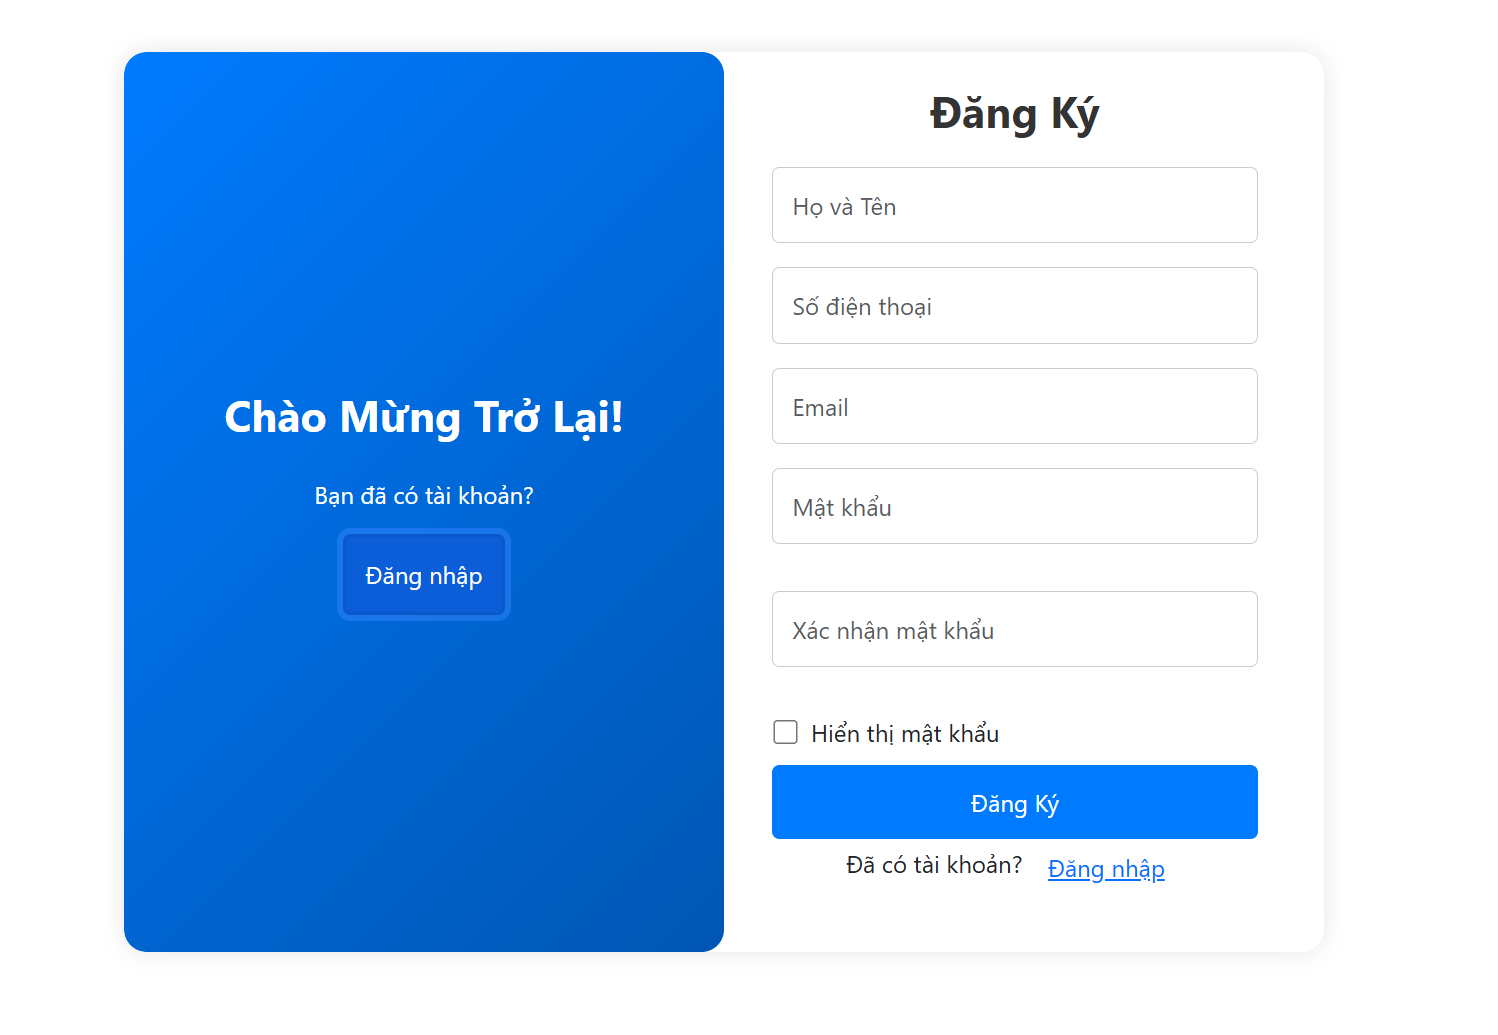 Chào Mừng Trở Lại!
Bạn đã có tài khoản?
Đăng nhập
Đăng Ký
Họ và Tên
Số điện thoại
Email
Mật khẩu
Xác nhận mật khẩu
Hiển thị mật khẩu
Đăng Ký
Đã có tài khoản? Đăng nhập